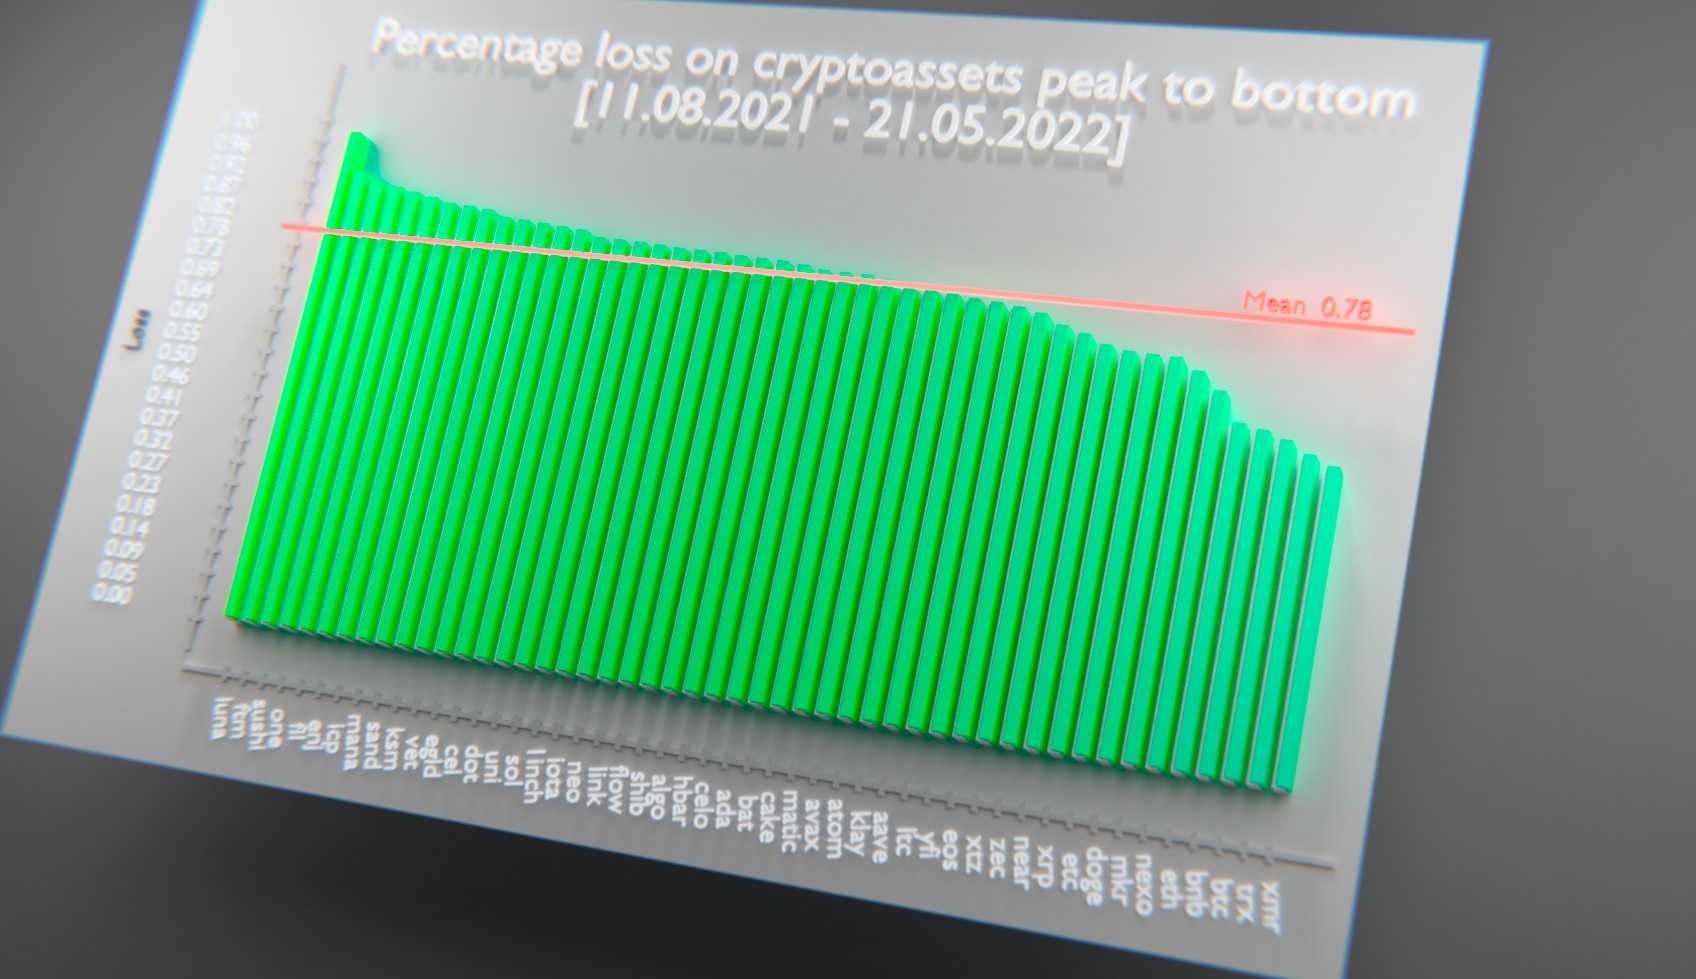 Percentage loss on cryptoassets peak to bottom
[11.08.2021 - 21.05.2022]
Mean 0.78
Loss
0.73
0.69
0.64
0.60
0.55
0.50
0.46
0.41
0.37
0.32
0.27
0.23
0.18
0.14
0.09
0.05
0.00
luna
ftm
sushi
one
fil
enj
icp
mana
sand
ksm
vet
egld
cel
dot
uni
sol
1inch
iota
neo
link
flow
shib
algo
hbar
celo
ada
bat
cake
matic
avax
atom
klay
aave
ltc
yfi
eos
xtz
zec
near
xrp
etc
doge
mkr
nexo
eth
bnb
btc
trx
xmr